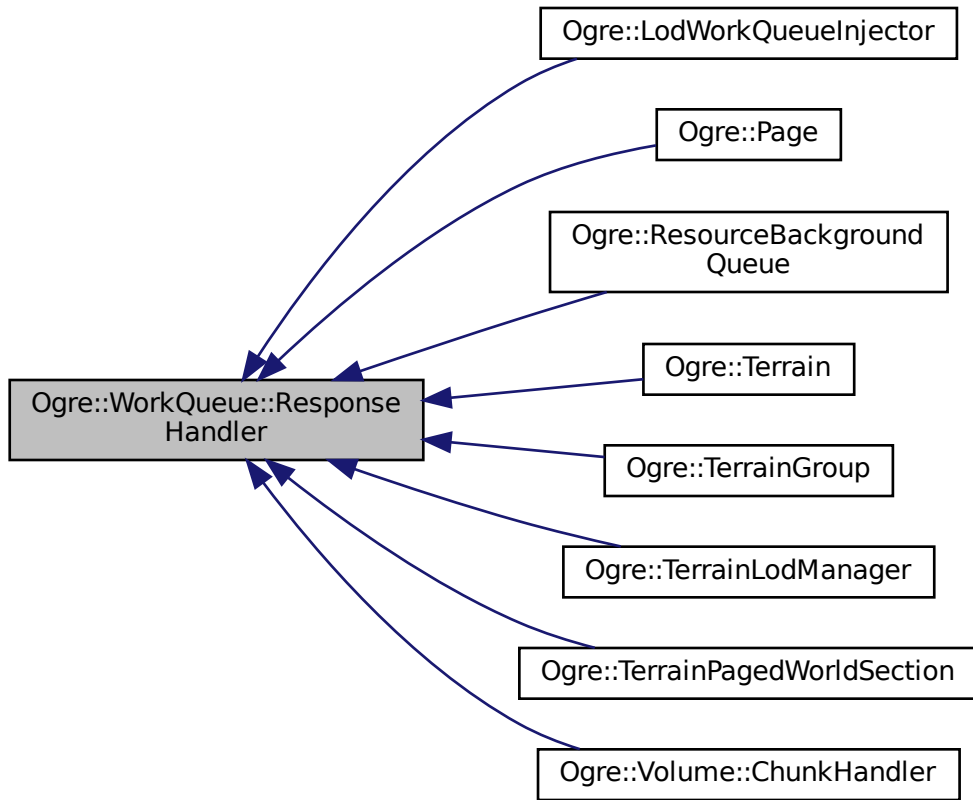 Ogre::LodWorkQueueInjector
Ogre::Page
Ogre::ResourceBackground
Queue
Ogre::Terrain
Ogre::WorkQueue::Response
Handler
Ogre::TerrainGroup
Ogre::TerrainLodManager
Ogre::TerrainPagedWorldSection
Ogre::Volume::ChunkHandler